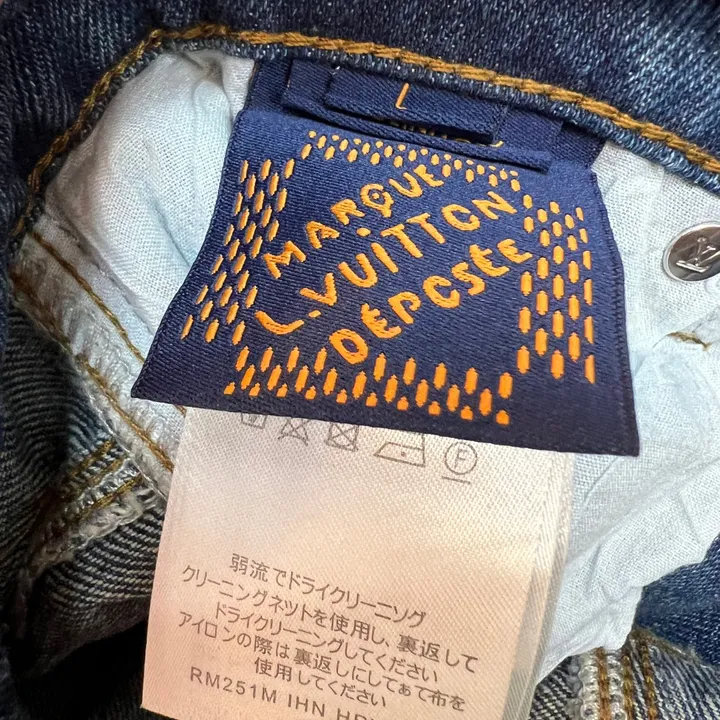 L
MARQUE
L.VUITTON
DÉPOSÉE
F
弱流でドライクリーニング
クリーニングネットを使用し、裏返して
ドライクリーニングしてください
アイロンの際は裏返しにしてあて布を
使用してください
RM251M IHN
LV